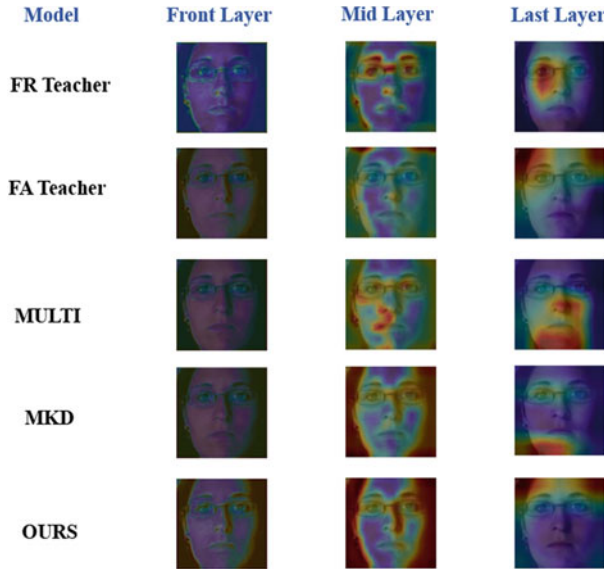 Model Front Layer Mid Layer Last Layer
FR Teacher
FA Teacher
MULTI
MKD
OURS